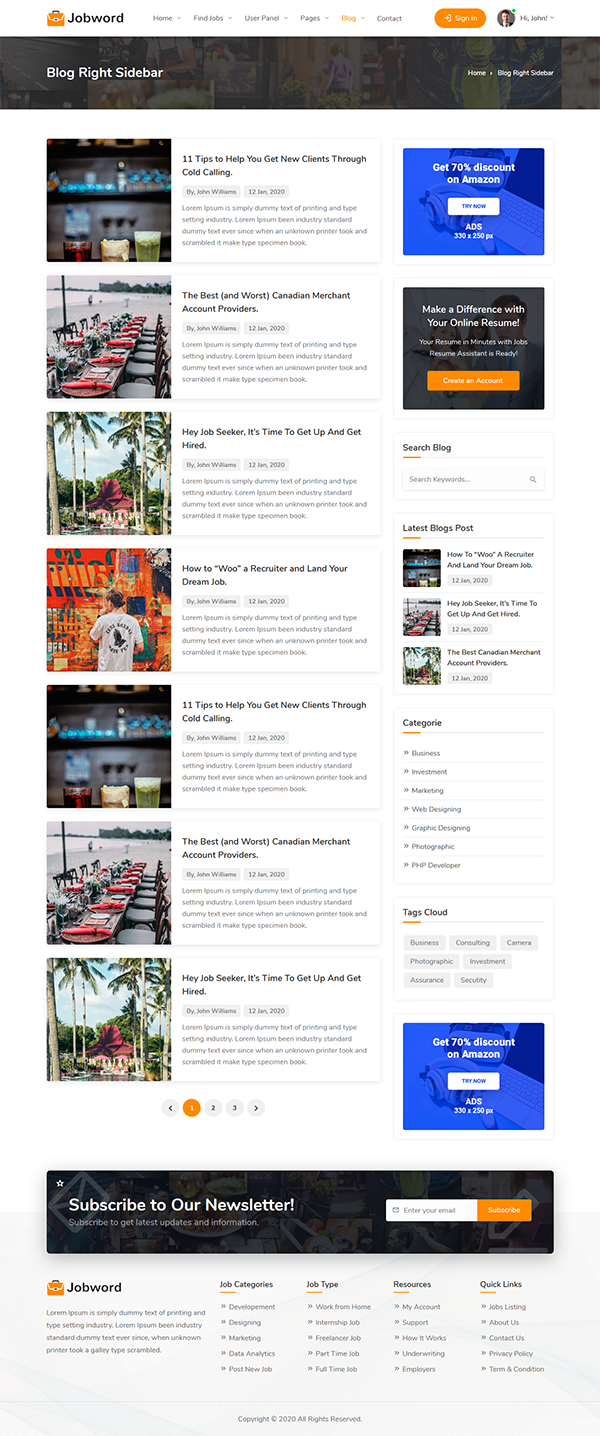 Jobword
Home Find Jobs User Panel Pages Blog Contact
Sign In
Hi, John!
Blog Right Sidebar
Home Blog Right Sidebar
11 Tips to Help You Get New Clients Through
Cold Calling.
By, John Williams 12 Jan, 2020
Lorem Ipsum is simply dummy text of printing and type
setting industry. Lorem Ipsum been industry standard
dummy text ever since when an unknown printer took and
scrambled it make type specimen book.
The Best (and Worst) Canadian Merchant
Account Providers.
By, John Williams 12 Jan, 2020
Lorem Ipsum is simply dummy text of printing and type
setting industry. Lorem Ipsum been industry standard
dummy text ever since when an unknown printer took and
scrambled it make type specimen book.
Hey Job Seeker, It's Time To Get Up And Get
Hired.
By, John Williams 12 Jan, 2020
Lorem Ipsum is simply dummy text of printing and type
setting industry. Lorem Ipsum been industry standard
dummy text ever since when an unknown printer took and
scrambled it make type specimen book.
How to “Woo” a Recruiter and Land Your
Dream Job.
By, John Williams 12 Jan, 2020
Lorem Ipsum is simply dummy text of printing and type
setting industry. Lorem Ipsum been industry standard
dummy text ever since when an unknown printer took and
scrambled it make type specimen book.
11 Tips to Help You Get New Clients Through
Cold Calling.
By, John Williams 12 Jan, 2020
Lorem Ipsum is simply dummy text of printing and type
setting industry. Lorem Ipsum been industry standard
dummy text ever since when an unknown printer took and
scrambled it make type specimen book.
The Best (and Worst) Canadian Merchant
Account Providers.
By, John Williams 12 Jan, 2020
Lorem Ipsum is simply dummy text of printing and type
setting industry. Lorem Ipsum been industry standard
dummy text ever since when an unknown printer took and
scrambled it make type specimen book.
Hey Job Seeker, It's Time To Get Up And Get
Hired.
By, John Williams 12 Jan, 2020
Lorem Ipsum is simply dummy text of printing and type
setting industry. Lorem Ipsum been industry standard
dummy text ever since when an unknown printer took and
scrambled it make type specimen book.
1 2 3
Get 70% discount
on Amazon
TRY NOW
ADS
330 x 250 px
Make a Difference with
Your Online Resume!
Your Resume in Minutes with Jobs
Resume Assistant is Ready!
Create an Account
Search Blog
Search Keywords...
Latest Blogs Post
How To “Woo” A Recruiter
And Land Your Dream Job.
12 Jan, 2020
Hey Job Seeker, It's Time To
Get Up And Get Hired.
12 Jan, 2020
The Best Canadian Merchant
Account Providers.
12 Jan, 2020
Categorie
Business
Investment
Marketing
Web Designing
Graphic Designing
Photographic
PHP Developer
Tags Cloud
Business Consulting Camera
Photographic Investment
Assurance Secutity
Get 70% discount
on Amazon
TRY NOW
ADS
330 x 250 px
Subscribe to Our Newsletter!
Subscribe to get latest updates and information.
Enter your email Subscribe
Jobword
Lorem Ipsum is simply dummy text of printing and type
setting industry. Lorem Ipsum been industry
standard dummy text ever since, when unknown
printer took a galley type scrambled.
Job Categories
Developement
Designing
Marketing
Data Analytics
Post New Job
Job Type
Work from Home
Internship Job
Freelancer Job
Part Time Job
Full Time Job
Resources
My Account
Support
How It Works
Underwriting
Employers
Quick Links
Jobs Listing
About Us
Contact Us
Privacy Policy
Term & Condition
Copyright © 2020 All Rights Reserved.